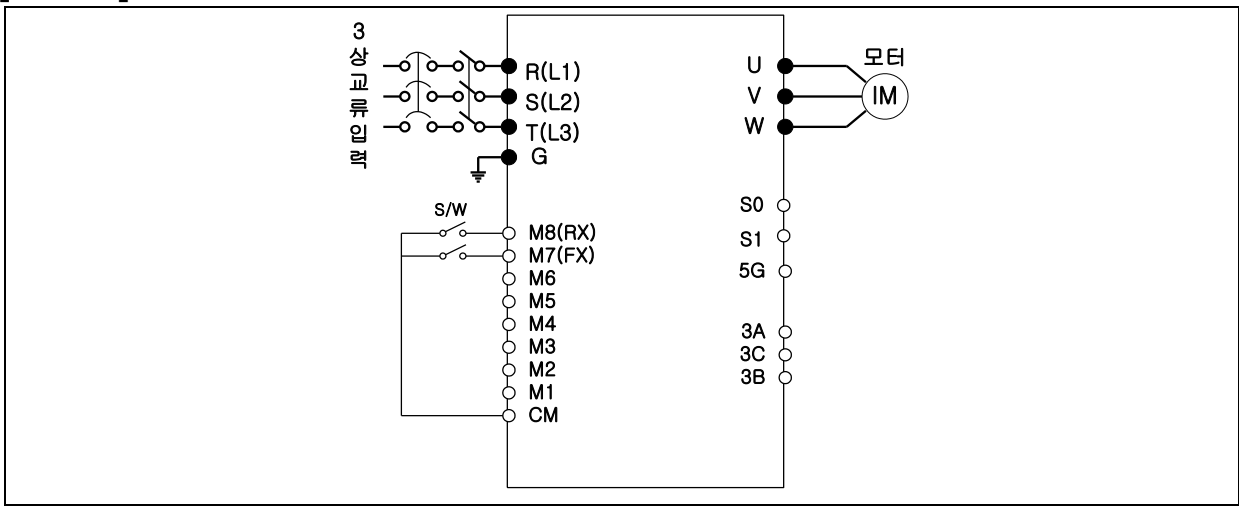 3
상
교
류
입
력
R(L1)
S(L2)
T(L3)
G
S/W
M8(RX)
M7(FX)
M6
M5
M4
M3
M2
M1
CM
U
V
W
모터
IM
S0
S1
5G
3A
3C
3B